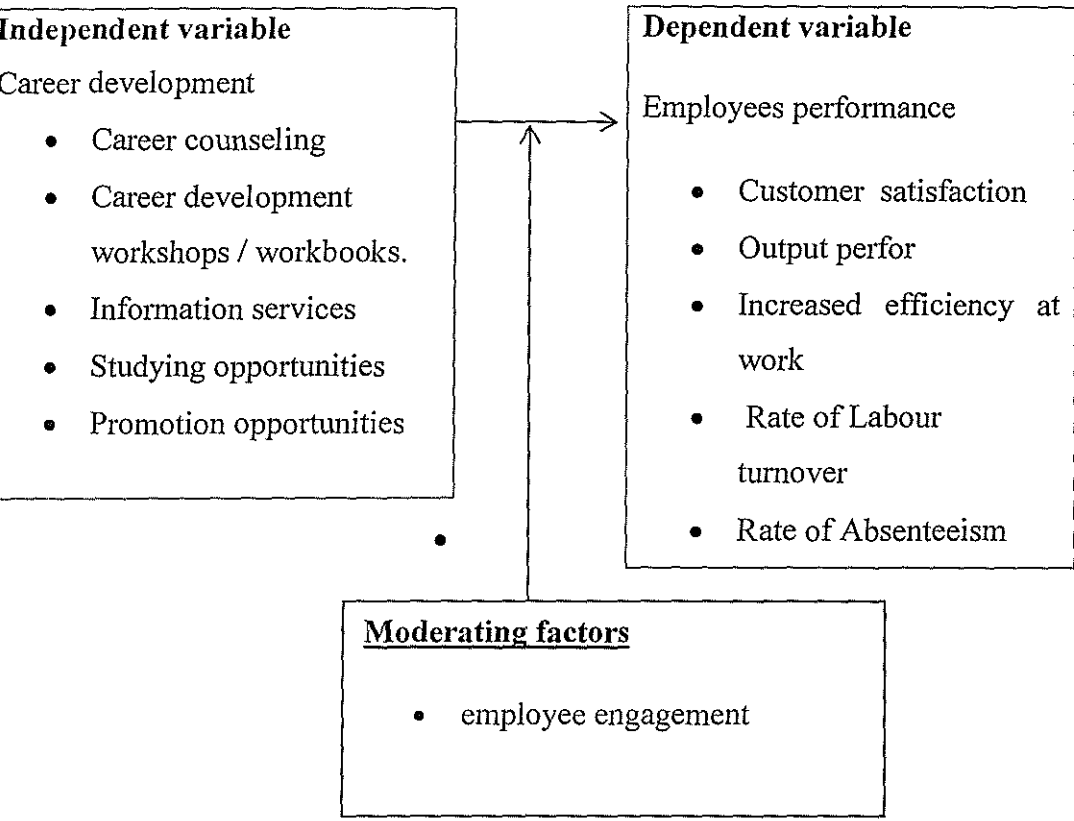 Independent variable
Career development
• Career counseling
• Career development
workshops / workbooks.
• Information services
• Studying opportunities
• Promotion opportunities
Dependent variable
Employees performance
• Customer satisfaction
• Output perfor
• Increased efficiency at
work
• Rate of Labour
turnover
• Rate of Absenteeism
•
Moderating factors
• employee engagement